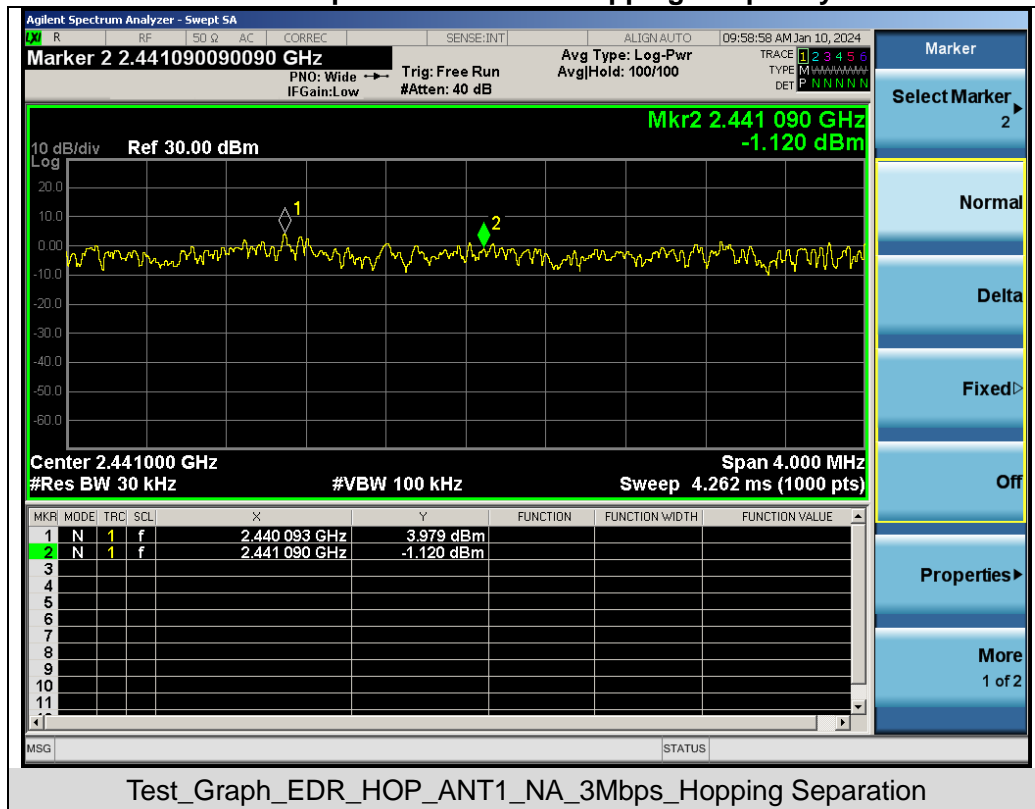 Agilent Spectrum Analyzer - Swept SA
LXI R RF 50 Ω AC CORREC SENSE:INT ALIGN AUTO 09:58:58 AM Jan 10, 2024
Marker 2 2.441090090090 GHz
PNO: Wide
IFGain:Low
Trig: Free Run
#Atten: 40 dB
Avg Type: Log-Pwr
Avg|Hold: 100/100
TRACE 1 2 3 4 5 6
TYPE M
DET P N N N N N
Mkr2 2.441 090 GHz
-1.120 dBm
10 dB/div Ref 30.00 dBm
Log
20.0
10.0
0.00
-10.0
-20.0
-30.0
-40.0
-50.0
-60.0
1
2
Center 2.441000 GHz Span 4.000 MHz
#Res BW 30 kHz #VBW 100 kHz Sweep 4.262 ms (1000 pts)
MKR MODE TRC SCL X Y FUNCTION FUNCTION WIDTH FUNCTION VALUE
1 N 1 f 2.440 093 GHz 3.979 dBm
2 N 1 f 2.441 090 GHz -1.120 dBm
3
4
5
6
7
8
9
10
11
MSG STATUS
Marker
Select Marker
2
Normal
Delta
Fixed
Off
Properties
More
1 of 2
Test_Graph_EDR_HOP_ANT1_NA_3Mbps_Hopping Separation